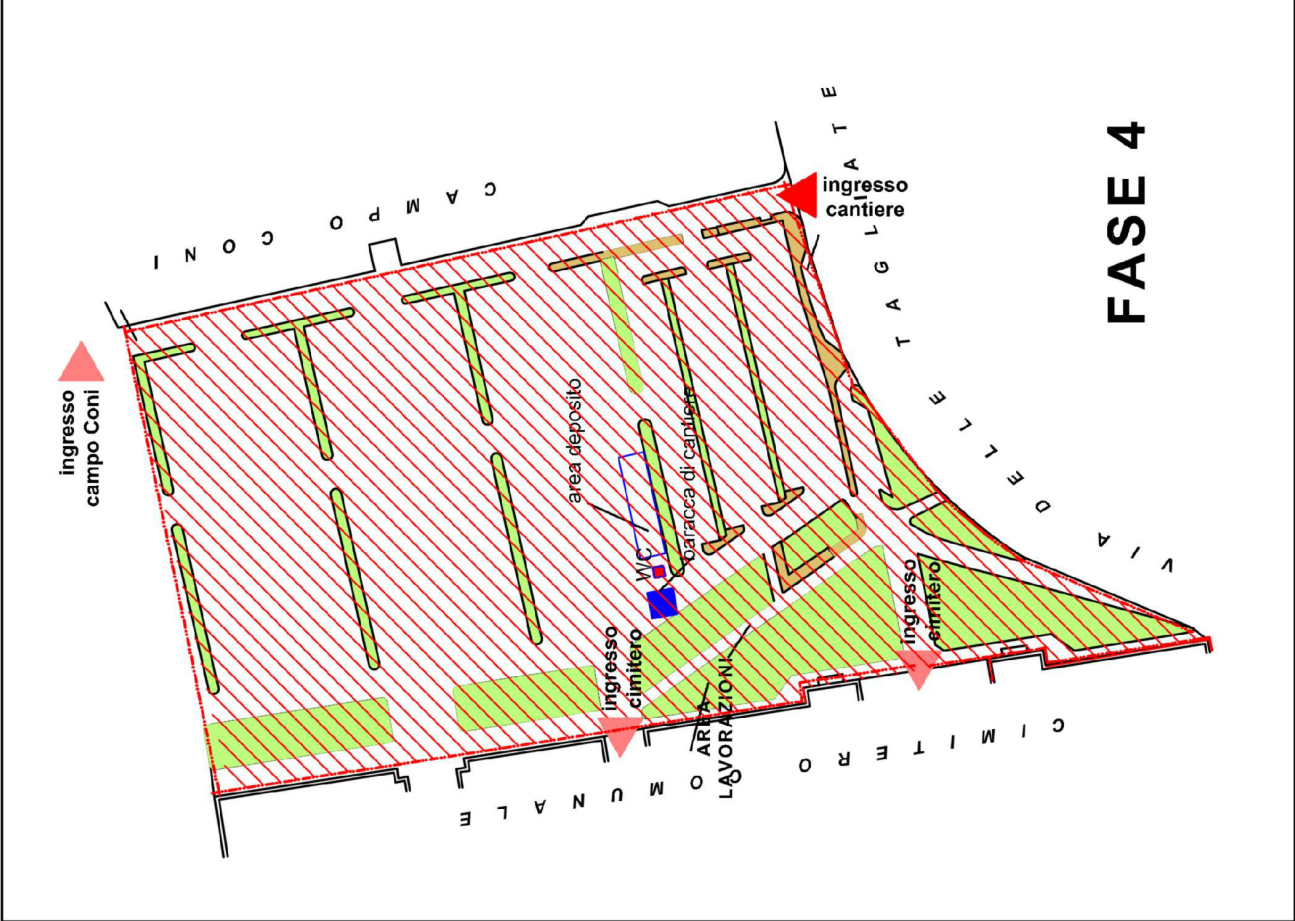 ingresso
campo Coni
CAMPO CONI
ingresso
cantiere
VIA DELLE TAGLIATE
FASE 4
area deposito
baracca di cantiere
WC
ingresso
cimitero
ingresso
cimitero
AREA
LAVORAZIONI
CIMITERO COMUNALE